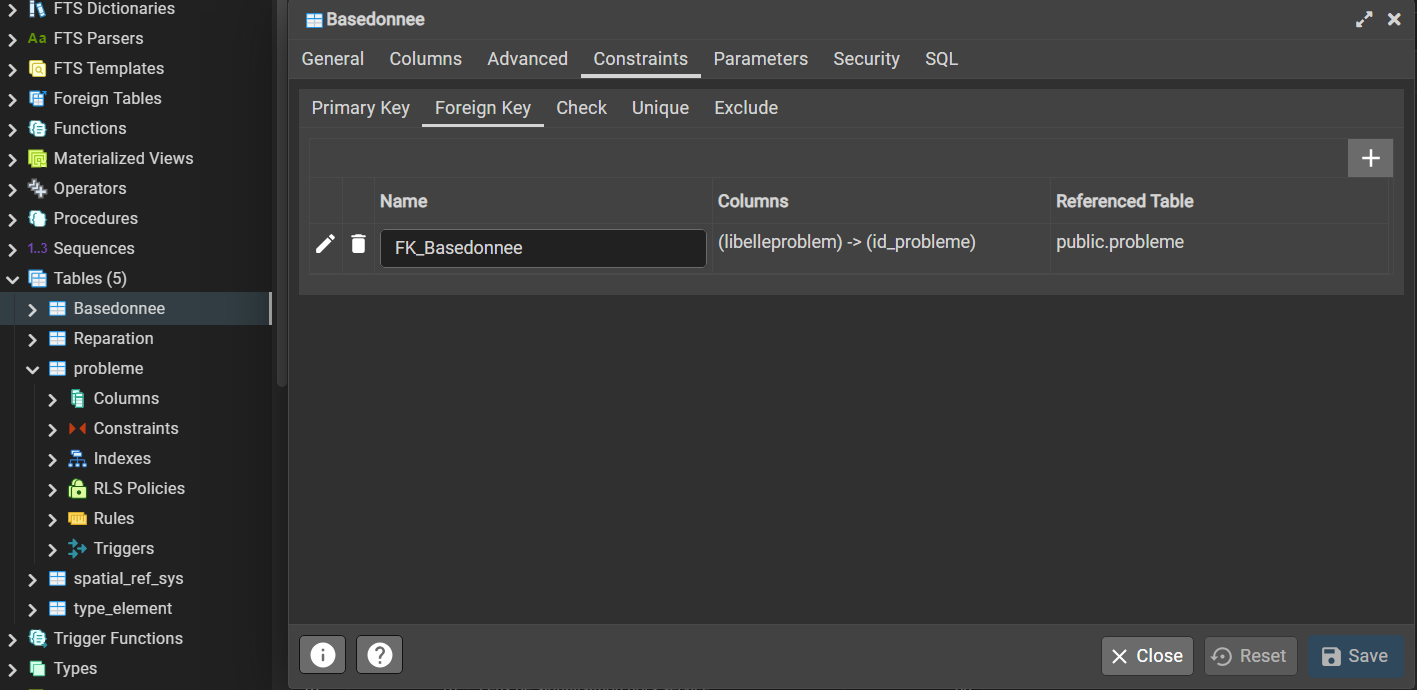 FTS Dictionaries
Aa FTS Parsers
FTS Templates
Foreign Tables
Functions
Materialized Views
Operators
Procedures
1..3 Sequences
Tables (5)
Basedonnee
Reparation
probleme
Columns
Constraints
Indexes
RLS Policies
Rules
Triggers
spatial_ref_sys
type_element
Trigger Functions
Types
Basedonnee
General Columns Advanced Constraints Parameters Security SQL
Primary Key Foreign Key Check Unique Exclude
Name Columns Referenced Table
FK_Basedonnee (libelleproblem) -> (id_probleme) public.probleme
Close Reset Save